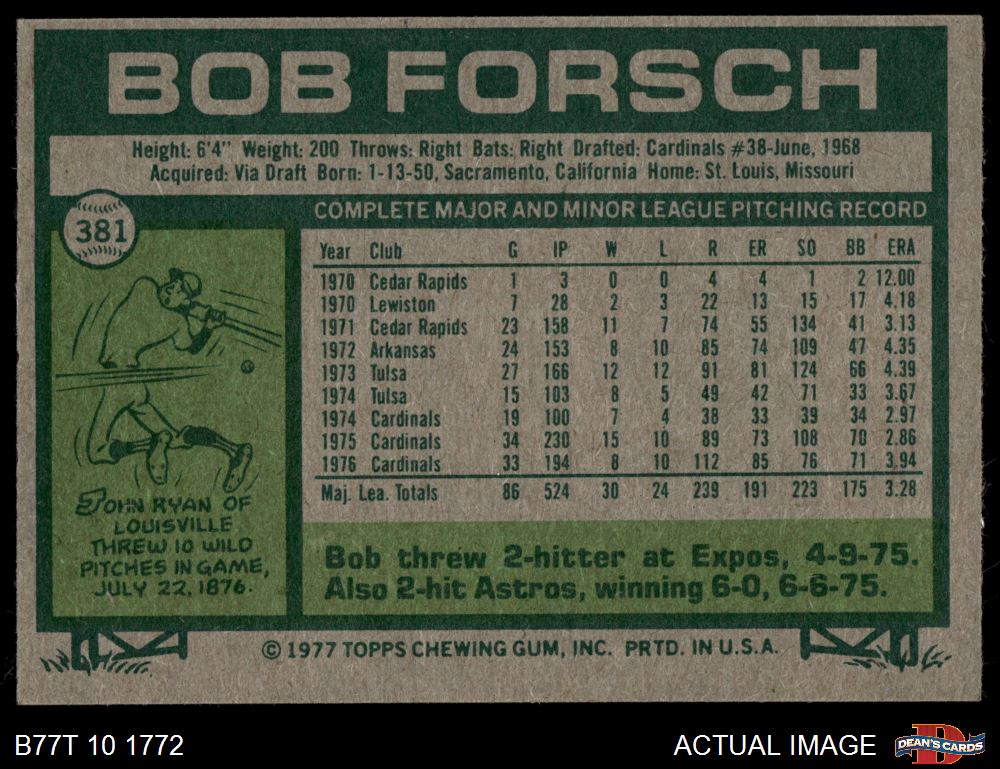 BOB FORSCH
Height: 6'4" Weight: 200 Throws: Right Bats: Right Drafted: Cardinals #38-June, 1968
Acquired: Via Draft Born: 1-13-50, Sacramento, California Home: St. Louis, Missouri
381
COMPLETE MAJOR AND MINOR LEAGUE PITCHING RECORD
Year Club G IP W L R ER SO BB ERA
1970 Cedar Rapids 1 3 0 0 4 4 1 2 12.00
1970 Lewiston 7 28 2 3 22 13 15 17 4.18
1971 Cedar Rapids 23 158 11 7 74 55 134 41 3.13
1972 Arkansas 24 153 8 10 85 74 109 47 4.35
1973 Tulsa 27 166 12 12 91 81 124 66 4.39
1974 Tulsa 15 103 8 5 49 42 71 33 3.67
1974 Cardinals 19 100 7 4 38 33 39 34 2.97
1975 Cardinals 34 230 15 10 89 73 108 70 2.86
1976 Cardinals 33 194 8 10 112 85 76 71 3.94
Maj. Lea. Totals 86 524 30 24 239 191 223 175 3.28
JOHN RYAN OF
LOUISVILLE
THREW 10 WILD
PITCHES IN GAME,
JULY 22, 1876.
Bob threw 2-hitter at Expos, 4-9-75.
Also 2-hit Astros, winning 6-0, 6-6-75.
© 1977 TOPPS CHEWING GUM, INC. PRTD. IN U.S.A.
B77T 10 1772
ACTUAL IMAGE
D
DEAN'S CARDS